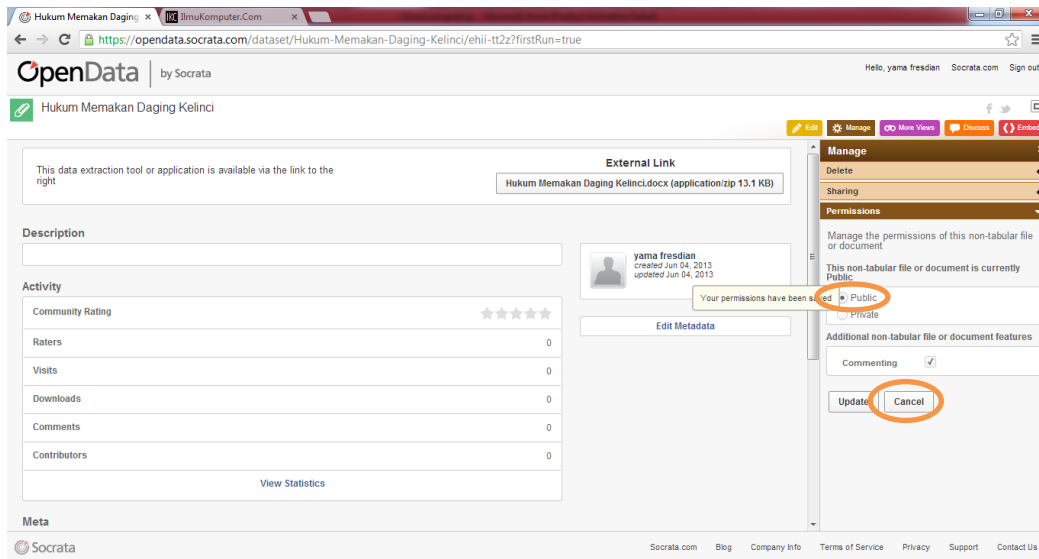 Hukum Memakan Daging
IlmuKomputer.Com
https://opendata.socrata.com/dataset/Hukum-Memakan-Daging-Kelinci/ehii-tt2z?firstRun=true
OpenData by Socrata
Hello, yama fresdian Socrata.com Sign out
Hukum Memakan Daging Kelinci
Edit Manage More Views Discuss Embed
This data extraction tool or application is available via the link to the
right
External Link
Hukum Memakan Daging Kelinci.docx (application/zip 13.1 KB)
Description
yama fresdian
created Jun 04, 2013
updated Jun 04, 2013
Activity
Community Rating
Raters 0
Visits 0
Downloads 0
Comments 0
Contributors 0
View Statistics
Edit Metadata
Meta
Manage
Delete
Sharing
Permissions
Manage the permissions of this non-tabular file
or document
This non-tabular file or document is currently
Public
Your permissions have been saved
Public
Private
Additional non-tabular file or document features
Commenting
Update Cancel
Socrata
Socrata.com Blog Company Info Terms of Service Privacy Support Contact Us